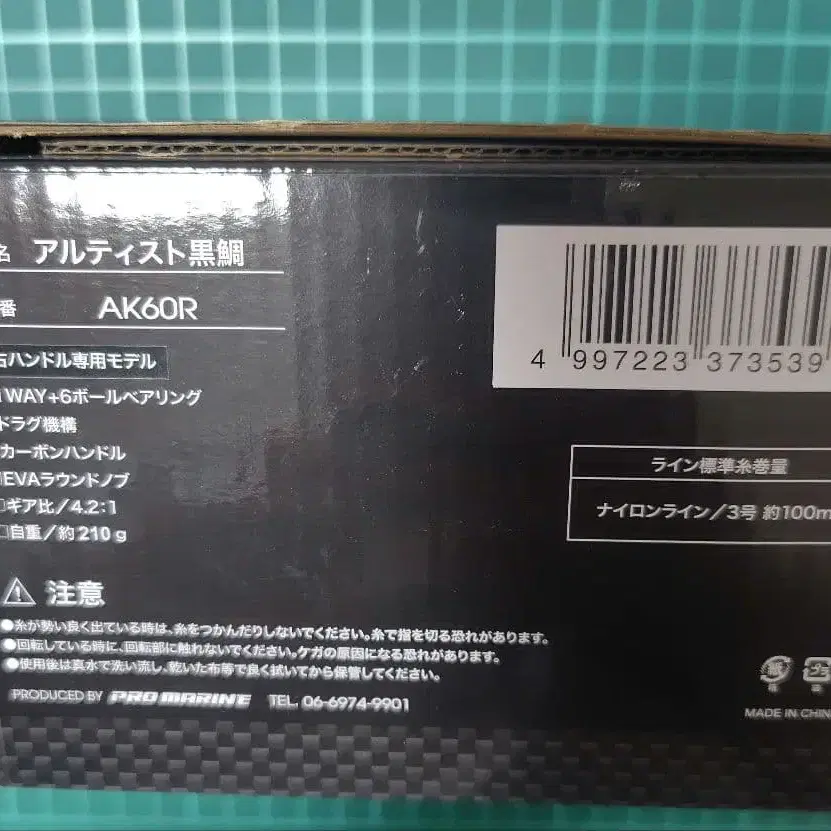 名 アルティスト黒鯛
番 AK60R
右ハンドル専用モデル
1WAY+6ボールベアリング
ドラグ機構
カーボンハンドル
EVAラウンドノブ
□ギア比/4.2:1
□自重/約210g
4 997223 373539
ライン標準糸巻量
ナイロンライン/3号 約100m
⚠ 注意
●糸が勢い良く出ている時は、糸をつかんだりしないでください。糸で指を切る恐れがあります。
●回転している時に、回転部に触れないでください。ケガの原因になる恐れがあります。
●使用後は真水で洗い流し、乾いた布等で良く拭いてから保管してください。
PRODUCED BY PRO MARINE TEL. 06-6974-9901
紙
MADE IN CHIN